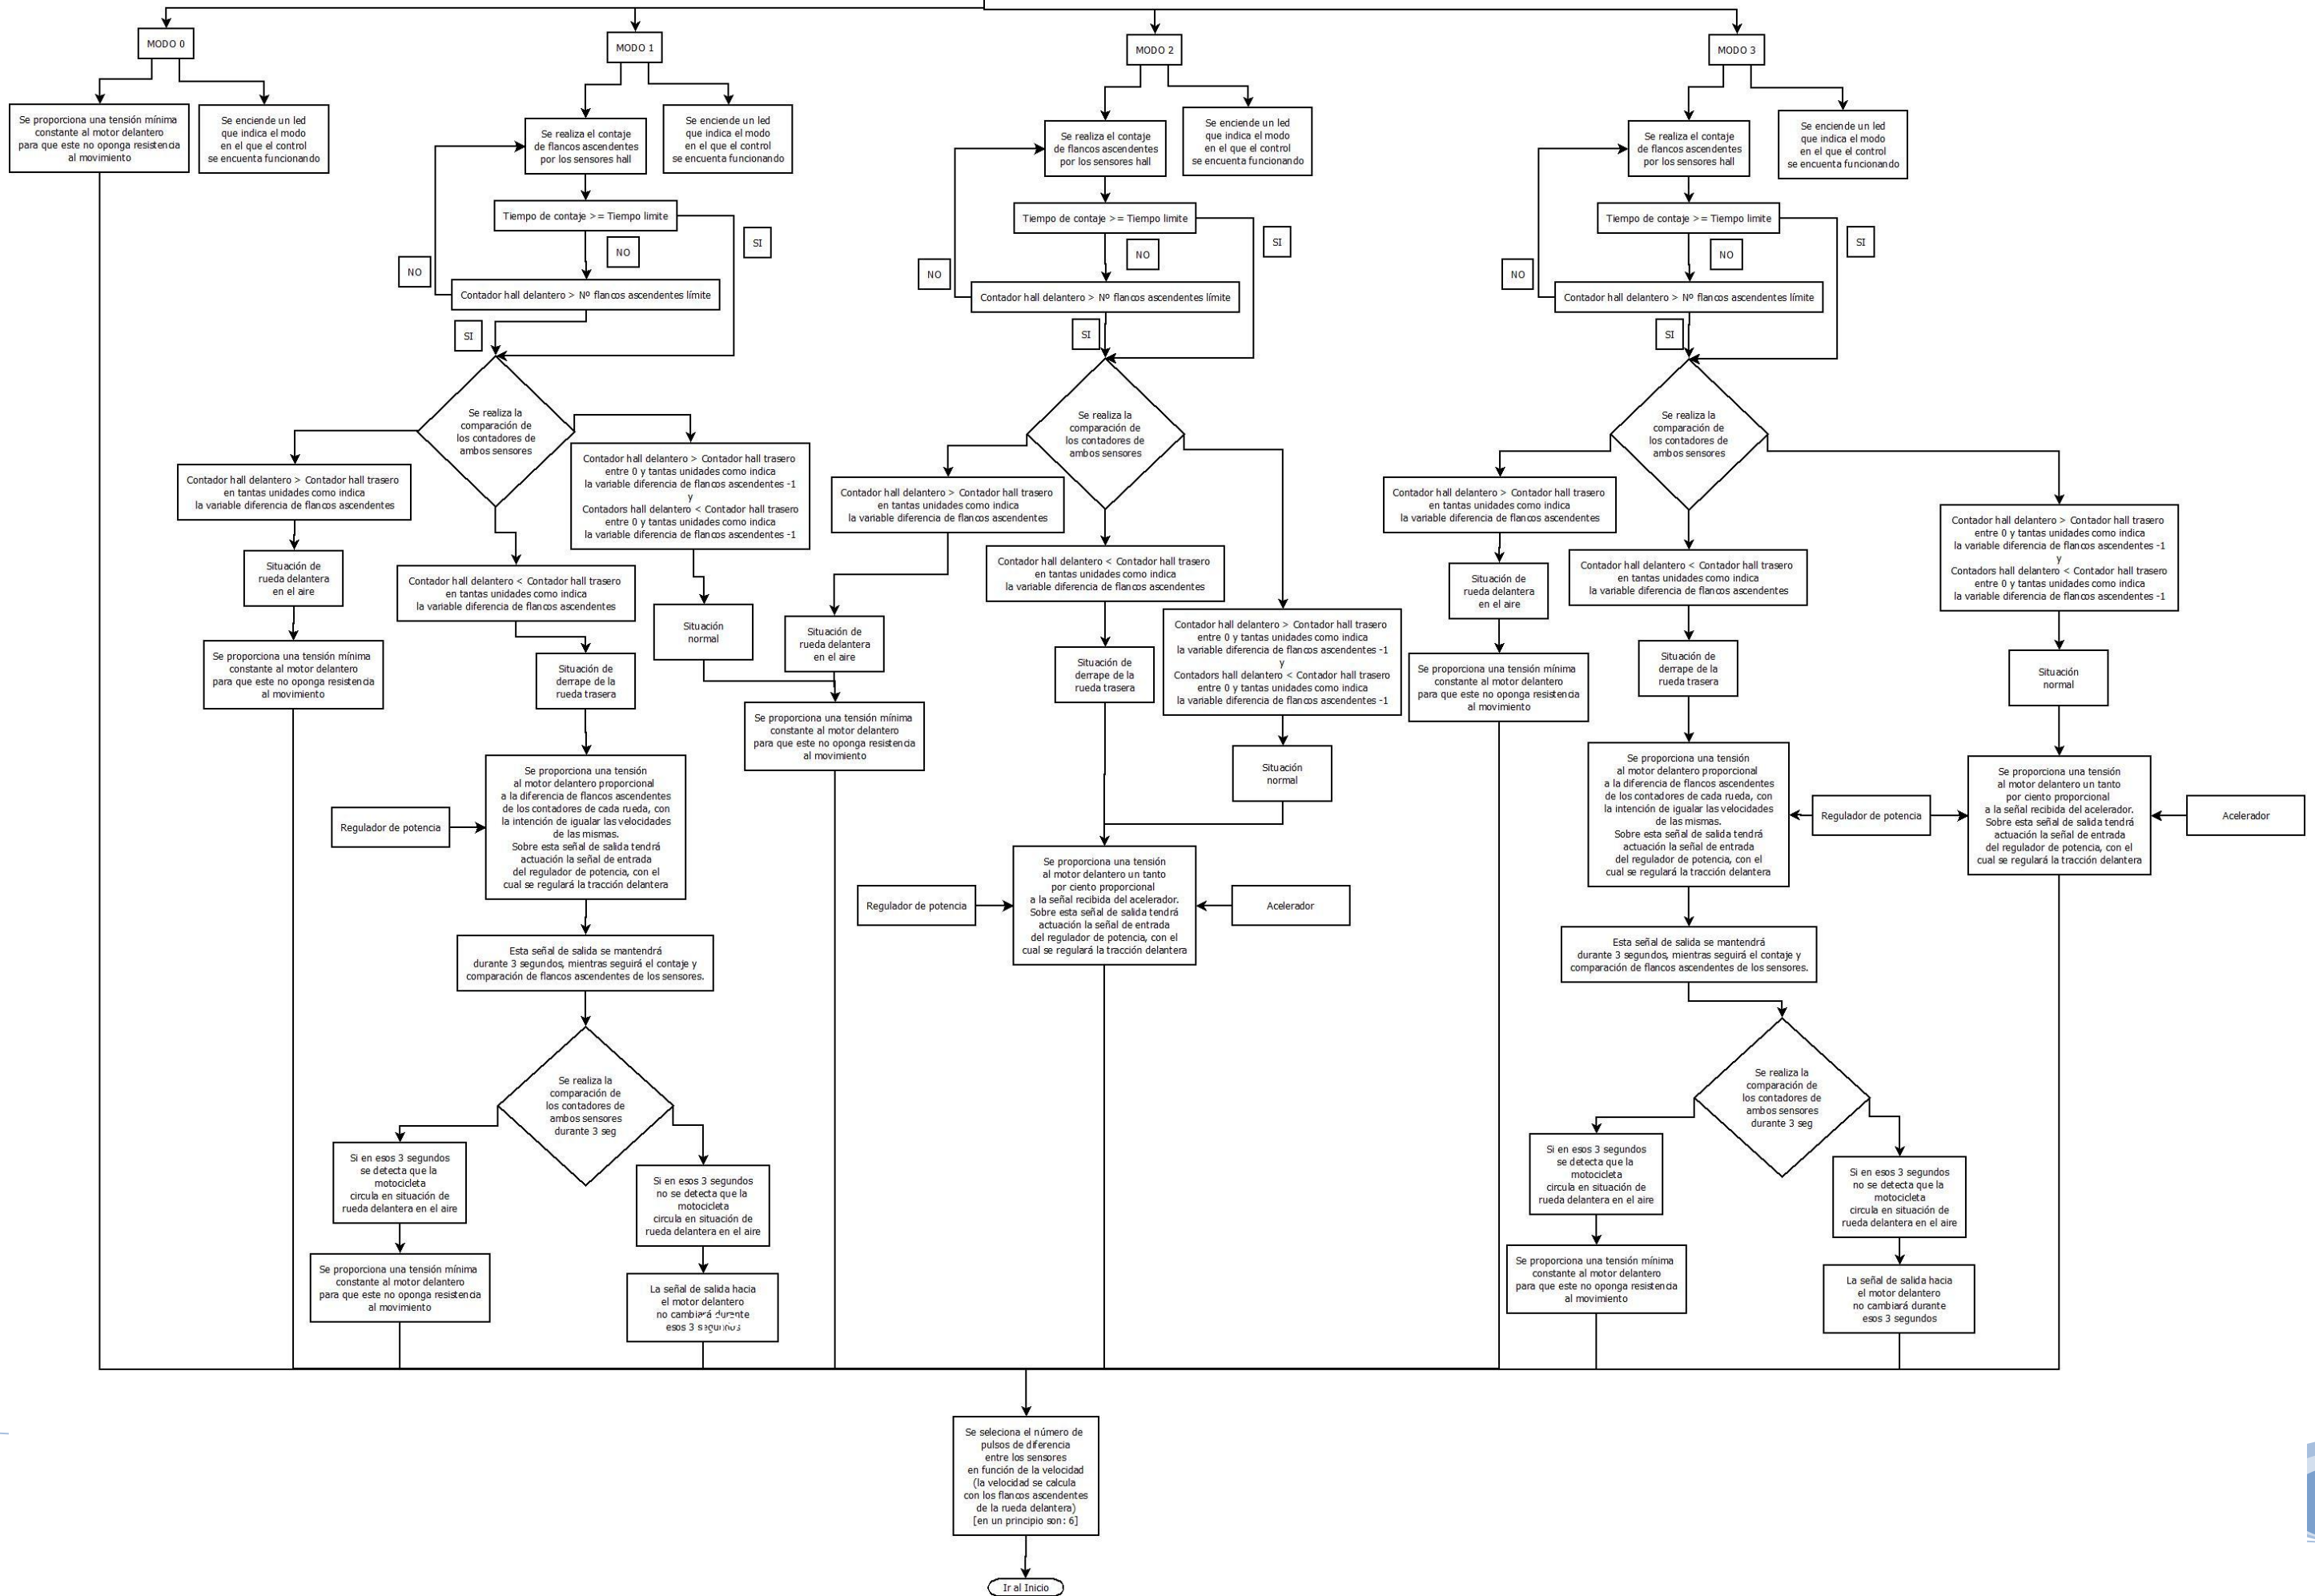 MODO 0
Se proporciona una tensión mínima
constante al motor delantero
para que este no oponga resistencia
al movimiento
Se enciende un led
que indica el modo
en el que el control
se encuenta funcionando
MODO 1
Se realiza el contaje
de flancos ascendentes
por los sensores hall
Se enciende un led
que indica el modo
en el que el control
se encuenta funcionando
Tiempo de contaje >= Tiempo limite
SI
NO
NO
Contador hall delantero > Nº flancos ascendentes límite
SI
Se realiza la
comparación de
los contadores de
ambos sensores
Contador hall delantero > Contador hall trasero
en tantas unidades como indica
la variable diferencia de flancos ascendentes
Situación de
rueda delantera
en el aire
Se proporciona una tensión mínima
constante al motor delantero
para que este no oponga resistencia
al movimiento
Contador hall delantero < Contador hall trasero
en tantas unidades como indica
la variable diferencia de flancos ascendentes
Situación de
derrape de la
rueda trasera
Contador hall delantero > Contador hall trasero
entre 0 y tantas unidades como indica
la variable diferencia de flancos ascendentes -1
y
Contadors hall delantero < Contador hall trasero
entre 0 y tantas unidades como indica
la variable diferencia de flancos ascendentes -1
Situación
normal
Regulador de potencia
Se proporciona una tensión
al motor delantero proporcional
a la diferencia de flancos ascendentes
de los contadores de cada rueda, con
la intención de igualar las velocidades
de las mismas.
Sobre esta señal de salida tendrá
actuación la señal de entrada
del regulador de potencia, con el
cual se regulará la tracción delantera
Esta señal de salida se mantendrá
durante 3 segundos, mientras seguirá el contaje y
comparación de flancos ascendentes de los sensores.
Se realiza la
comparación de
los contadores de
ambos sensores
durante 3 seg
Si en esos 3 segundos
se detecta que la
motocicleta
circula en situación de
rueda delantera en el aire
Se proporciona una tensión mínima
constante al motor delantero
para que este no oponga resistencia
al movimiento
Si en esos 3 segundos
no se detecta que la
motocicleta
circula en situación de
rueda delantera en el aire
La señal de salida hacia
el motor delantero
no cambiará durante
esos 3 segundos
MODO 2
Se realiza el contaje
de flancos ascendentes
por los sensores hall
Se enciende un led
que indica el modo
en el que el control
se encuenta funcionando
Tiempo de contaje >= Tiempo limite
SI
NO
NO
Contador hall delantero > Nº flancos ascendentes límite
SI
Se realiza la
comparación de
los contadores de
ambos sensores
Contador hall delantero > Contador hall trasero
en tantas unidades como indica
la variable diferencia de flancos ascendentes
Situación de
rueda delantera
en el aire
Se proporciona una tensión mínima
constante al motor delantero
para que este no oponga resistencia
al movimiento
Contador hall delantero < Contador hall trasero
en tantas unidades como indica
la variable diferencia de flancos ascendentes
Situación de
derrape de la
rueda trasera
Contador hall delantero > Contador hall trasero
entre 0 y tantas unidades como indica
la variable diferencia de flancos ascendentes -1
y
Contadors hall delantero < Contador hall trasero
entre 0 y tantas unidades como indica
la variable diferencia de flancos ascendentes -1
Situación
normal
Regulador de potencia
Se proporciona una tensión
al motor delantero un tanto
por ciento proporcional
a la señal recibida del acelerador.
Sobre esta señal de salida tendrá
actuación la señal de entrada
del regulador de potencia, con el
cual se regulará la tracción delantera
Acelerador
MODO 3
Se realiza el contaje
de flancos ascendentes
por los sensores hall
Se enciende un led
que indica el modo
en el que el control
se encuenta funcionando
Tiempo de contaje >= Tiempo limite
SI
NO
NO
Contador hall delantero > Nº flancos ascendentes límite
SI
Se realiza la
comparación de
los contadores de
ambos sensores
Contador hall delantero > Contador hall trasero
en tantas unidades como indica
la variable diferencia de flancos ascendentes
Situación de
rueda delantera
en el aire
Se proporciona una tensión mínima
constante al motor delantero
para que este no oponga resistencia
al movimiento
Contador hall delantero < Contador hall trasero
en tantas unidades como indica
la variable diferencia de flancos ascendentes
Situación de
derrape de la
rueda trasera
Contador hall delantero > Contador hall trasero
entre 0 y tantas unidades como indica
la variable diferencia de flancos ascendentes -1
y
Contadors hall delantero < Contador hall trasero
entre 0 y tantas unidades como indica
la variable diferencia de flancos ascendentes -1
Situación
normal
Se proporciona una tensión
al motor delantero proporcional
a la diferencia de flancos ascendentes
de los contadores de cada rueda, con
la intención de igualar las velocidades
de las mismas.
Sobre esta señal de salida tendrá
actuación la señal de entrada
del regulador de potencia, con el
cual se regulará la tracción delantera
Regulador de potencia
Se proporciona una tensión
al motor delantero un tanto
por ciento proporcional
a la señal recibida del acelerador.
Sobre esta señal de salida tendrá
actuación la señal de entrada
del regulador de potencia, con el
cual se regulará la tracción delantera
Acelerador
Esta señal de salida se mantendrá
durante 3 segundos, mientras seguirá el contaje y
comparación de flancos ascendentes de los sensores.
Se realiza la
comparación de
los contadores de
ambos sensores
durante 3 seg
Si en esos 3 segundos
se detecta que la
motocicleta
circula en situación de
rueda delantera en el aire
Se proporciona una tensión mínima
constante al motor delantero
para que este no oponga resistencia
al movimiento
Si en esos 3 segundos
no se detecta que la
motocicleta
circula en situación de
rueda delantera en el aire
La señal de salida hacia
el motor delantero
no cambiará durante
esos 3 segundos
Se selecciona el número de
pulsos de diferencia
entre los sensores
en función de la velocidad
(la velocidad se calcula
con los flancos ascendentes
de la rueda delantera)
[en un principio son: 6]
Ir al Inicio